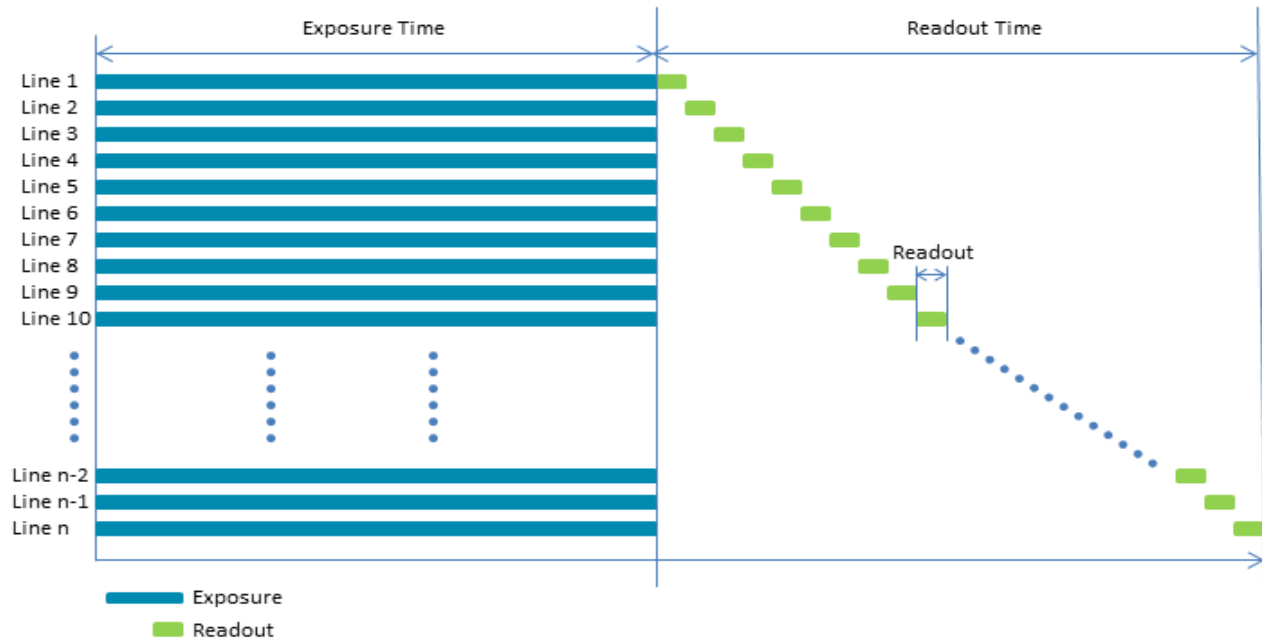 Exposure Time
Readout Time
Line 1
Line 2
Line 3
Line 4
Line 5
Line 6
Line 7
Line 8
Readout
Line 9
Line 10
Line n-2
Line n-1
Line n
Exposure
Readout